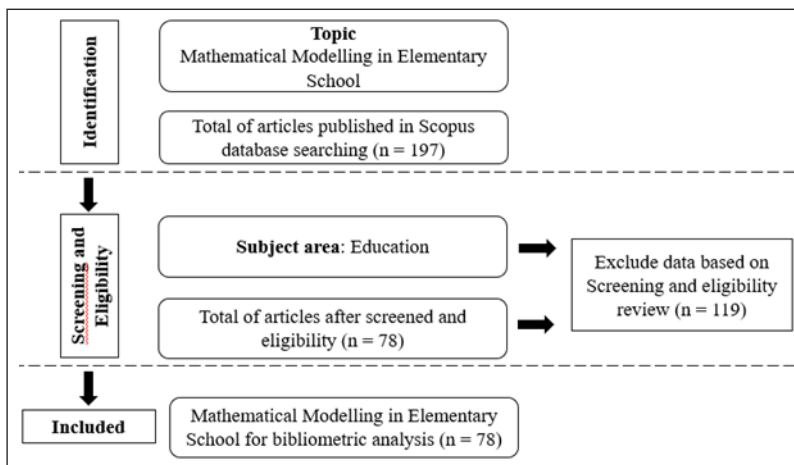 Identification
Topic
Mathematical Modelling in Elementary
School
Total of articles published in Scopus
database searching (n = 197)
Screening and
Eligibility
Subject area: Education
Total of articles after screened and
eligibility (n = 78)
Exclude data based on
Screening and eligibility
review (n = 119)
Included
Mathematical Modelling in Elementary
School for bibliometric analysis (n = 78)